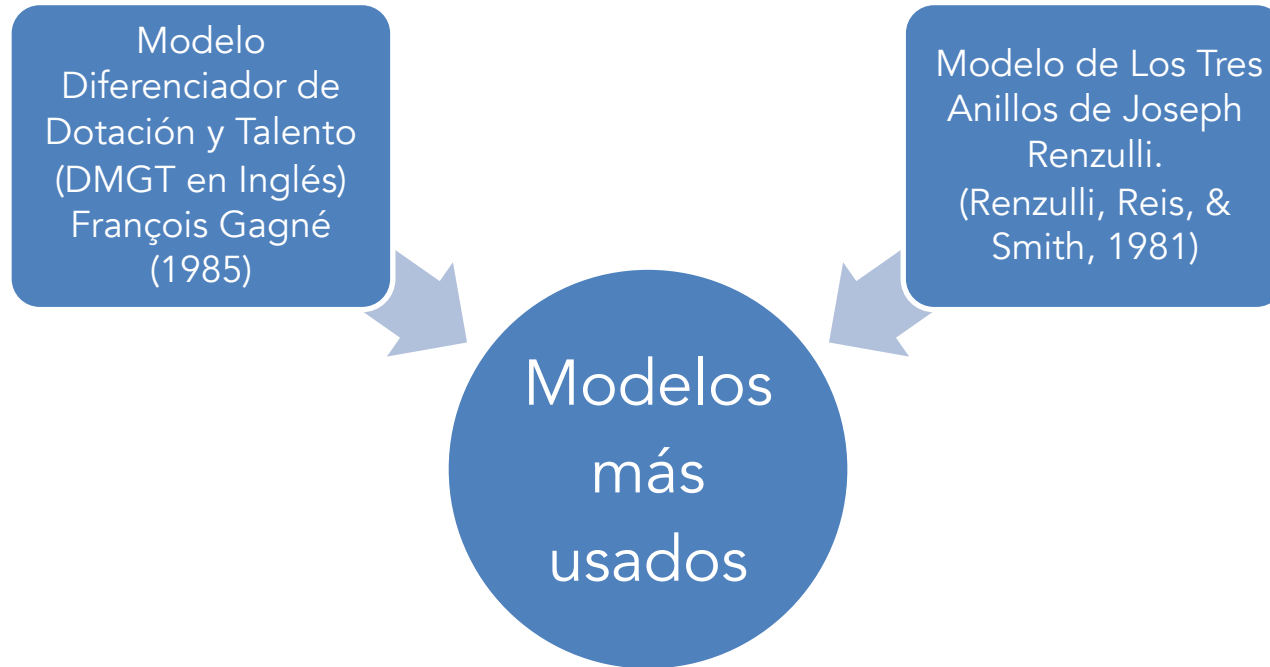 Modelo
Diferenciador de
Dotación y Talento
(DMGT en Inglés)
François Gagné
(1985)
Modelo de Los Tres
Anillos de Joseph
Renzulli.
(Renzulli, Reis, &
Smith, 1981)
Modelos
más
usados